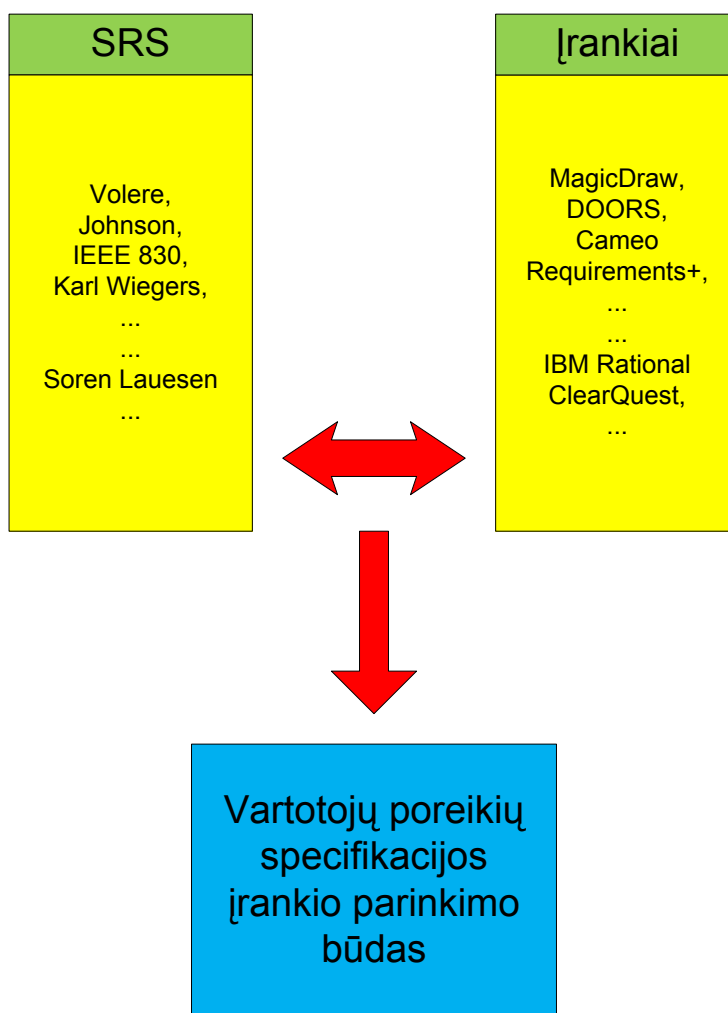 SRS
Volere,
Johnson,
IEEE 830,
Karl Wiegers,
...
...
Soren Lauesen
...
Įrankiai
MagicDraw,
DOORS,
Cameo
Requirements+,
...
...
IBM Rational
ClearQuest,
...
Vartotojų poreikių
specifikacijos
įrankio parinkimo
būdas